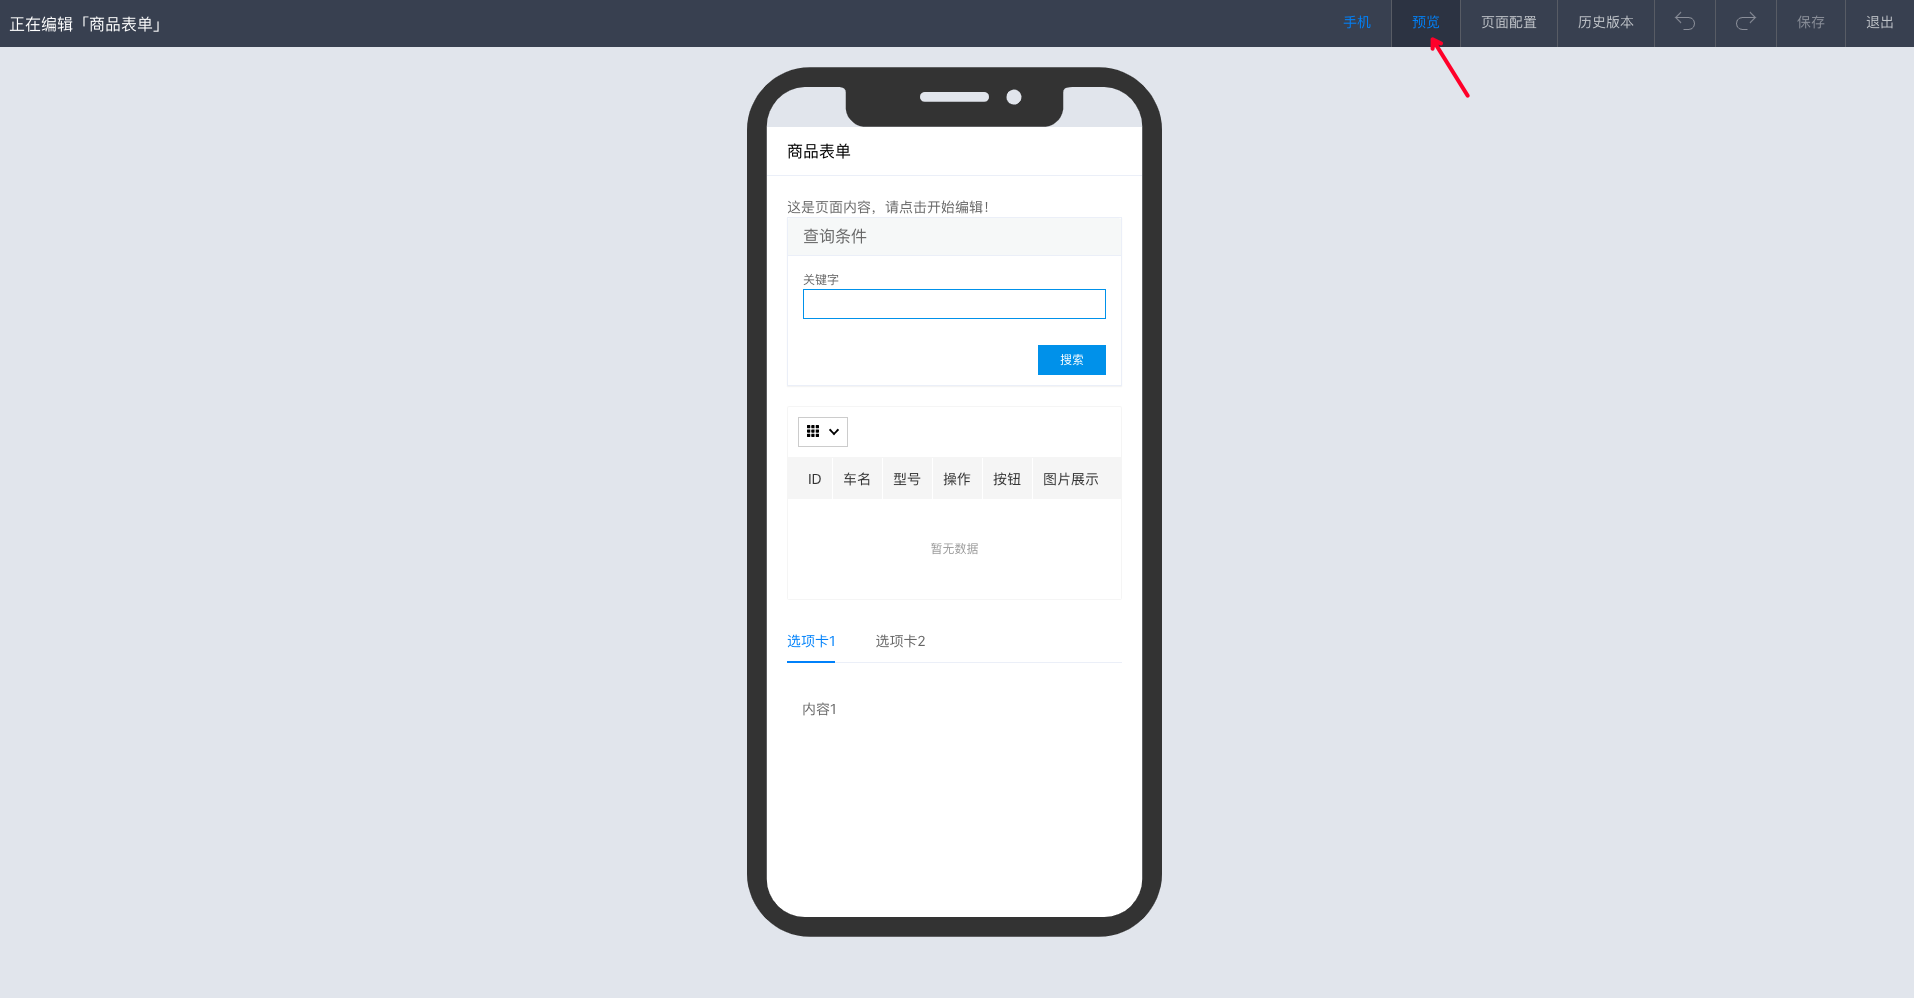 正在编辑「商品表单」 手机 预览 页面配置 历史版本 保存 退出
商品表单
这是页面内容，请点击开始编辑！
查询条件
关键字
搜索
ID 车名 型号 操作 按钮 图片展示
暂无数据
选项卡1 选项卡2
内容1